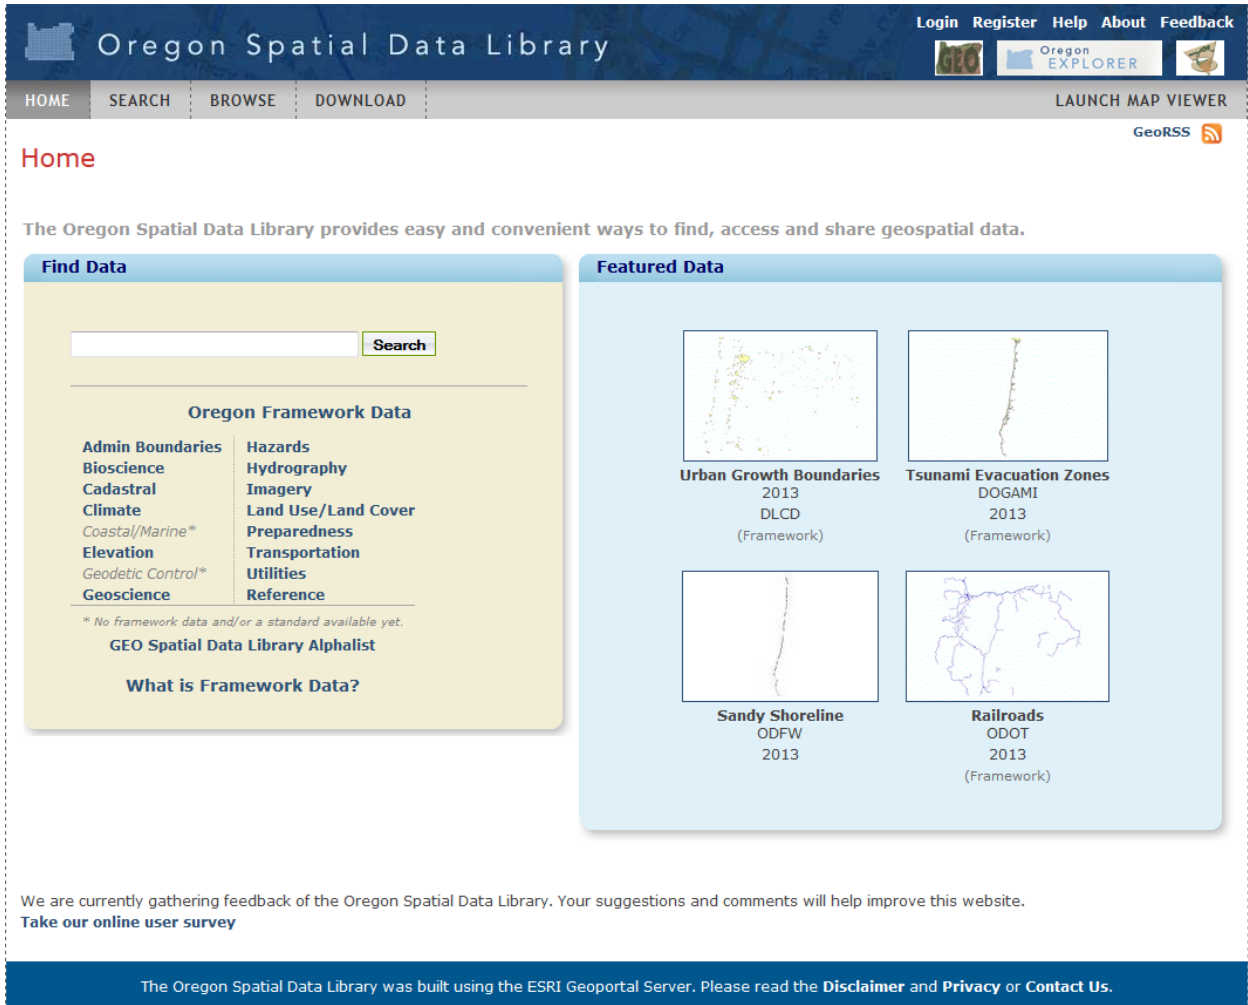 Login Register Help About Feedback
Oregon Spatial Data Library
GEO
Oregon
EXPLORER
HOME SEARCH BROWSE DOWNLOAD LAUNCH MAP VIEWER
GeoRSS
Home
The Oregon Spatial Data Library provides easy and convenient ways to find, access and share geospatial data.
Find Data
Search
Oregon Framework Data
Admin Boundaries
Bioscience
Cadastral
Climate
Coastal/Marine*
Elevation
Geodetic Control*
Geoscience
Hazards
Hydrography
Imagery
Land Use/Land Cover
Preparedness
Transportation
Utilities
Reference
* No framework data and/or a standard available yet.
GEO Spatial Data Library Alphalist
What is Framework Data?
Featured Data
Urban Growth Boundaries
2013
DLCD
(Framework)
Tsunami Evacuation Zones
DOGAMI
2013
(Framework)
Sandy Shoreline
ODFW
2013
Railroads
ODOT
2013
(Framework)
We are currently gathering feedback of the Oregon Spatial Data Library. Your suggestions and comments will help improve this website.
Take our online user survey
The Oregon Spatial Data Library was built using the ESRI Geoportal Server. Please read the Disclaimer and Privacy or Contact Us.